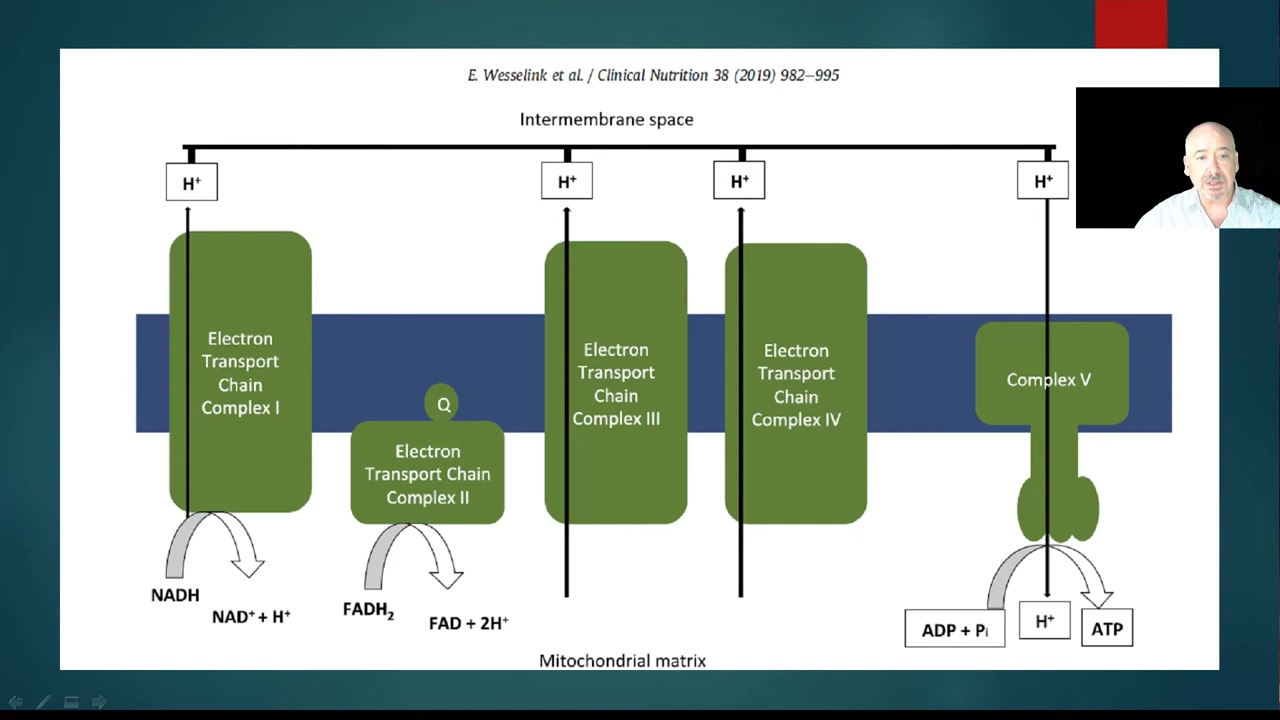 E. Wesselink et al. / Clinical Nutrition 38 (2019) 982–995
Intermembrane space
H⁺
H⁺
H⁺
H⁺
Electron
Transport
Chain
Complex I
Q
Electron
Transport Chain
Complex II
Electron
Transport
Chain
Complex III
Electron
Transport
Chain
Complex IV
Complex V
NADH
NAD⁺ + H⁺
FADH₂
FAD + 2H⁺
ADP + Pᵢ
H⁺
ATP
Mitochondrial matrix